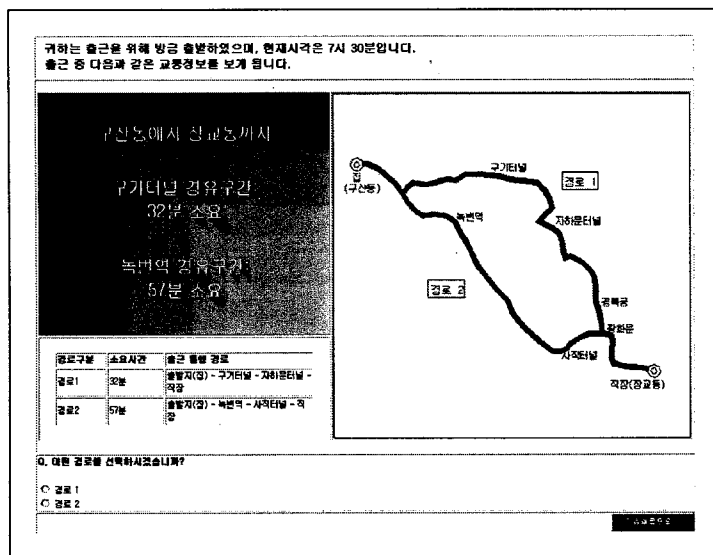 귀하는 출근을 위해 방금 출발하였으며, 현재시각은 7시 30분입니다.
출근 중 다음과 같은 교통정보를 보게 됩니다.
구산동에서 장교동까지
구기터널 경유구간
32분 소요
녹번역 경유구간
57분 소요
집
(구산동)
구기터널
경로 1
녹번역
자하문터널
경로 2
경복궁
광화문
사직터널
직장(장교동)
경로구분 소요시간 출근 통행 경로
경로1 32분 출발지(집) - 구기터널 - 자하문터널 -
직장
경로2 57분 출발지(집) - 녹번역 - 사직터널 - 직
장
Q. 어떤 경로를 선택하시겠습니까?
경로 1
경로 2